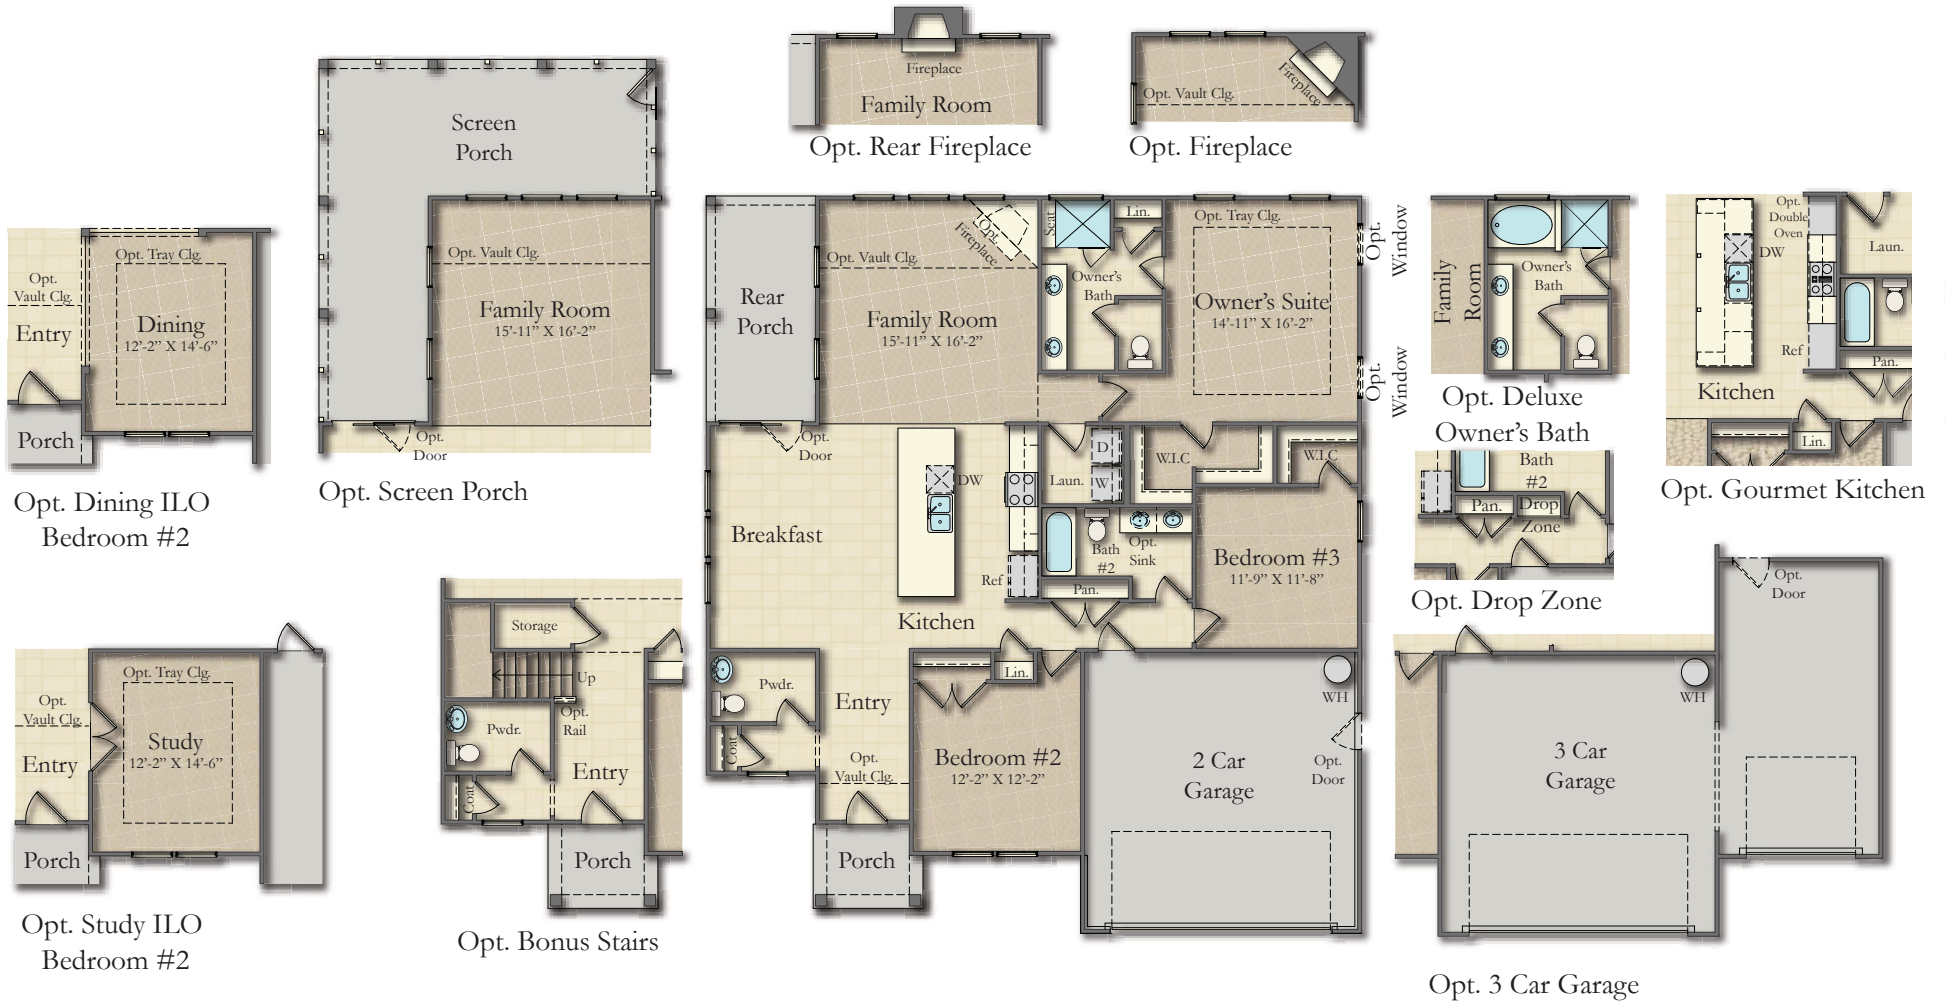 Fireplace
Family Room
Opt. Rear Fireplace
Opt. Vault Clg.
Fireplace
Opt. Fireplace
Screen
Porch
Opt. Vault Clg.
Family Room
15'-11" X 16'-2"
Opt.
Door
Opt. Screen Porch
Opt. Tray Clg.
Opt.
Vault Clg.
Entry
Dining
12'-2" X 14'-6"
Porch
Opt. Dining ILO
Bedroom #2
Opt. Tray Clg.
Opt.
Vault Clg.
Entry
Study
12'-2" X 14'-6"
Porch
Opt. Study ILO
Bedroom #2
Storage
Up
Opt.
Rail
Pwdr.
Coat
Entry
Porch
Opt. Bonus Stairs
Rear
Porch
Opt. Vault Clg.
Opt.
Fireplace
Family Room
15'-11" X 16'-2"
Seat
Lin.
Owner's
Bath
Opt. Tray Clg.
Owner's Suite
14'-11" X 16'-2"
Opt.
Window
Opt.
Window
Opt.
Door
Breakfast
DW
Ref
Kitchen
Laun.
D
W
W.I.C
W.I.C
Bath
#2
Opt.
Sink
Pan.
Bedroom #3
11'-9" X 11'-8"
Pwdr.
Coat
Entry
Opt.
Vault Clg.
Porch
Lin.
Bedroom #2
12'-2" X 12'-2"
WH
2 Car
Garage
Opt.
Door
Family
Room
Owner's
Bath
Opt. Deluxe
Owner's Bath
Bath
#2
Pan.
Drop
Zone
Opt. Drop Zone
Opt.
Double
Oven
DW
Laun.
Ref
Pan.
Kitchen
Lin.
Opt. Gourmet Kitchen
Opt.
Door
WH
3 Car
Garage
Opt. 3 Car Garage